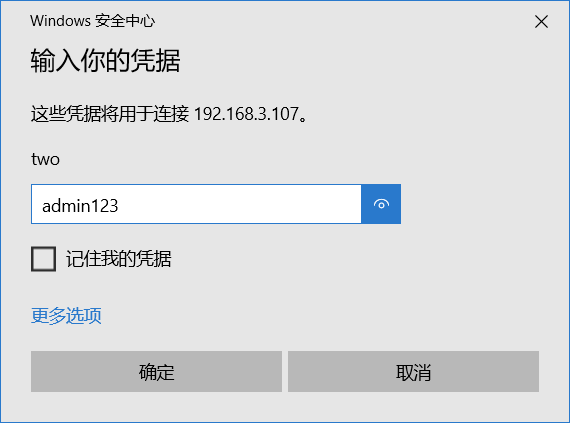 Windows 安全中心
输入你的凭据
这些凭据将用于连接 192.168.3.107。
two
admin123
记住我的凭据
更多选项
确定
取消